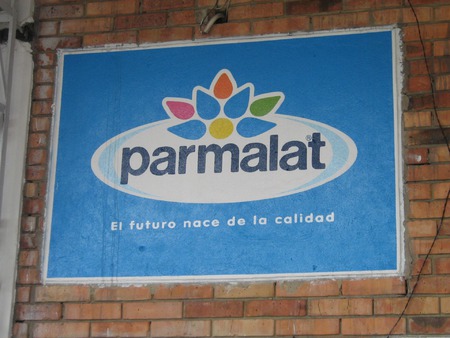 parmalat
El futuro nace de la calidad